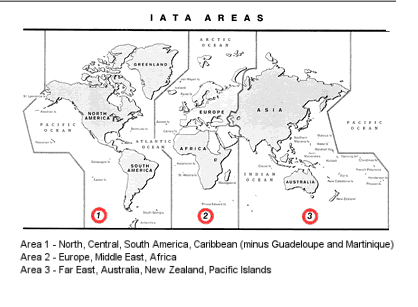 IATA AREAS
ARCTIC
OCEAN
GREENLAND
NORTH
AMERICA
EUROPE
ASIA
PACIFIC
OCEAN
PACIFIC
OCEAN
ATLANTIC
OCEAN
AFRICA
SOUTH
AMERICA
INDIAN
OCEAN
AUSTRALIA
New Zealand
1
2
3
Area 1 - North, Central, South America, Caribbean (minus Guadeloupe and Martinique)
Area 2 - Europe, Middle East, Africa
Area 3 - Far East, Australia, New Zealand, Pacific Islands